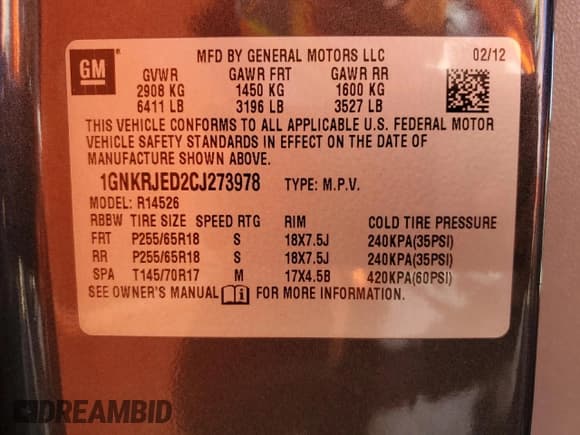 GM
MFD BY GENERAL MOTORS LLC 02/12
GVWR GAWR FRT GAWR RR
2908 KG 1450 KG 1600 KG
6411 LB 3196 LB 3527 LB
THIS VEHICLE CONFORMS TO ALL APPLICABLE U.S. FEDERAL MOTOR
VEHICLE SAFETY STANDARDS IN EFFECT ON THE DATE OF
MANUFACTURE SHOWN ABOVE.
1GNKRJED2CJ273978 TYPE: M.P.V.
MODEL: R14526
RBBW TIRE SIZE SPEED RTG RIM COLD TIRE PRESSURE
FRT P255/65R18 S 18X7.5J 240KPA(35PSI)
RR P255/65R18 S 18X7.5J 240KPA(35PSI)
SPA T145/70R17 M 17X4.5B 420KPA(60PSI)
SEE OWNER'S MANUAL i FOR MORE INFORMATION.
DREAMBID